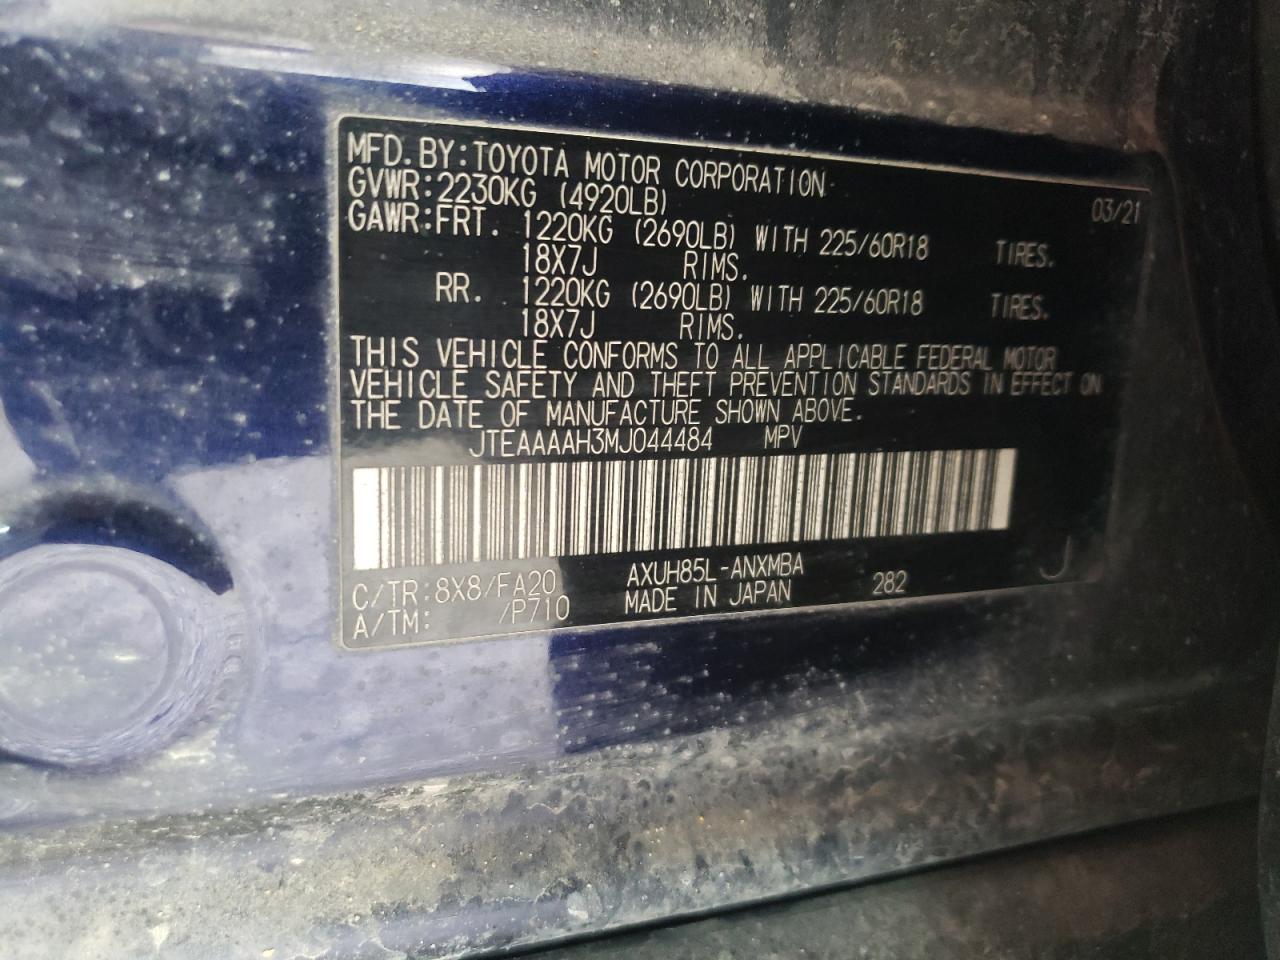 MFD.BY:TOYOTA MOTOR CORPORATION 03/21
GVWR:2230KG (4920LB)
GAWR:FRT. 1220KG (2690LB) WITH 225/60R18 TIRES.
18X7J RIMS.
RR. 1220KG (2690LB) WITH 225/60R18 TIRES.
18X7J RIMS.
THIS VEHICLE CONFORMS TO ALL APPLICABLE FEDERAL MOTOR
VEHICLE SAFETY AND THEFT PREVENTION STANDARDS IN EFFECT ON
THE DATE OF MANUFACTURE SHOWN ABOVE.
JTEAAAAH3MJ044484 MPV
C/TR:8X8/FA20 AXUH85L-ANXMBA
A/TM: /P710 MADE IN JAPAN 282 J